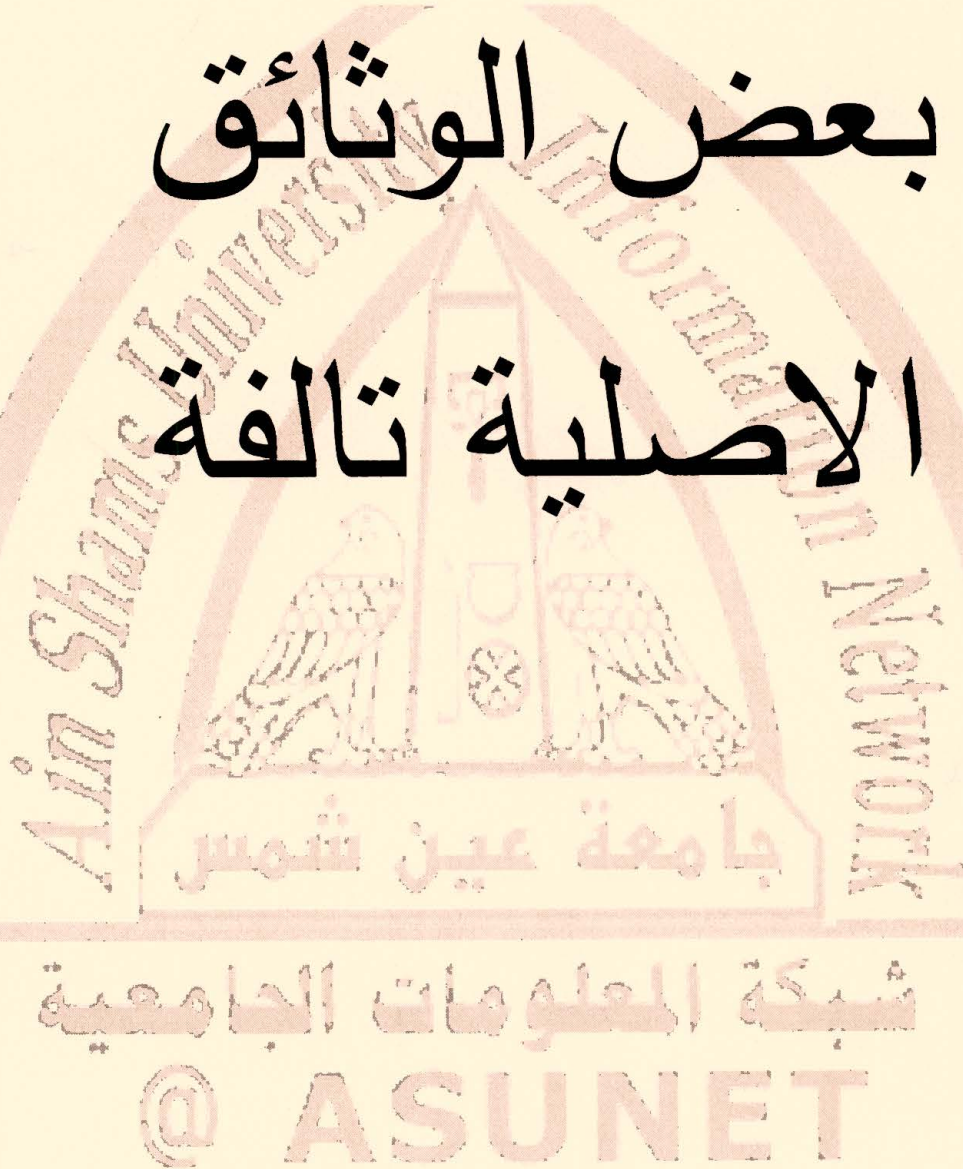 بعض الوثائق
الاصلية تالفة
Ain Shams University Information Network
جامعة عين شمس
شبكة المعلومات الجامعية
@ ASUNET